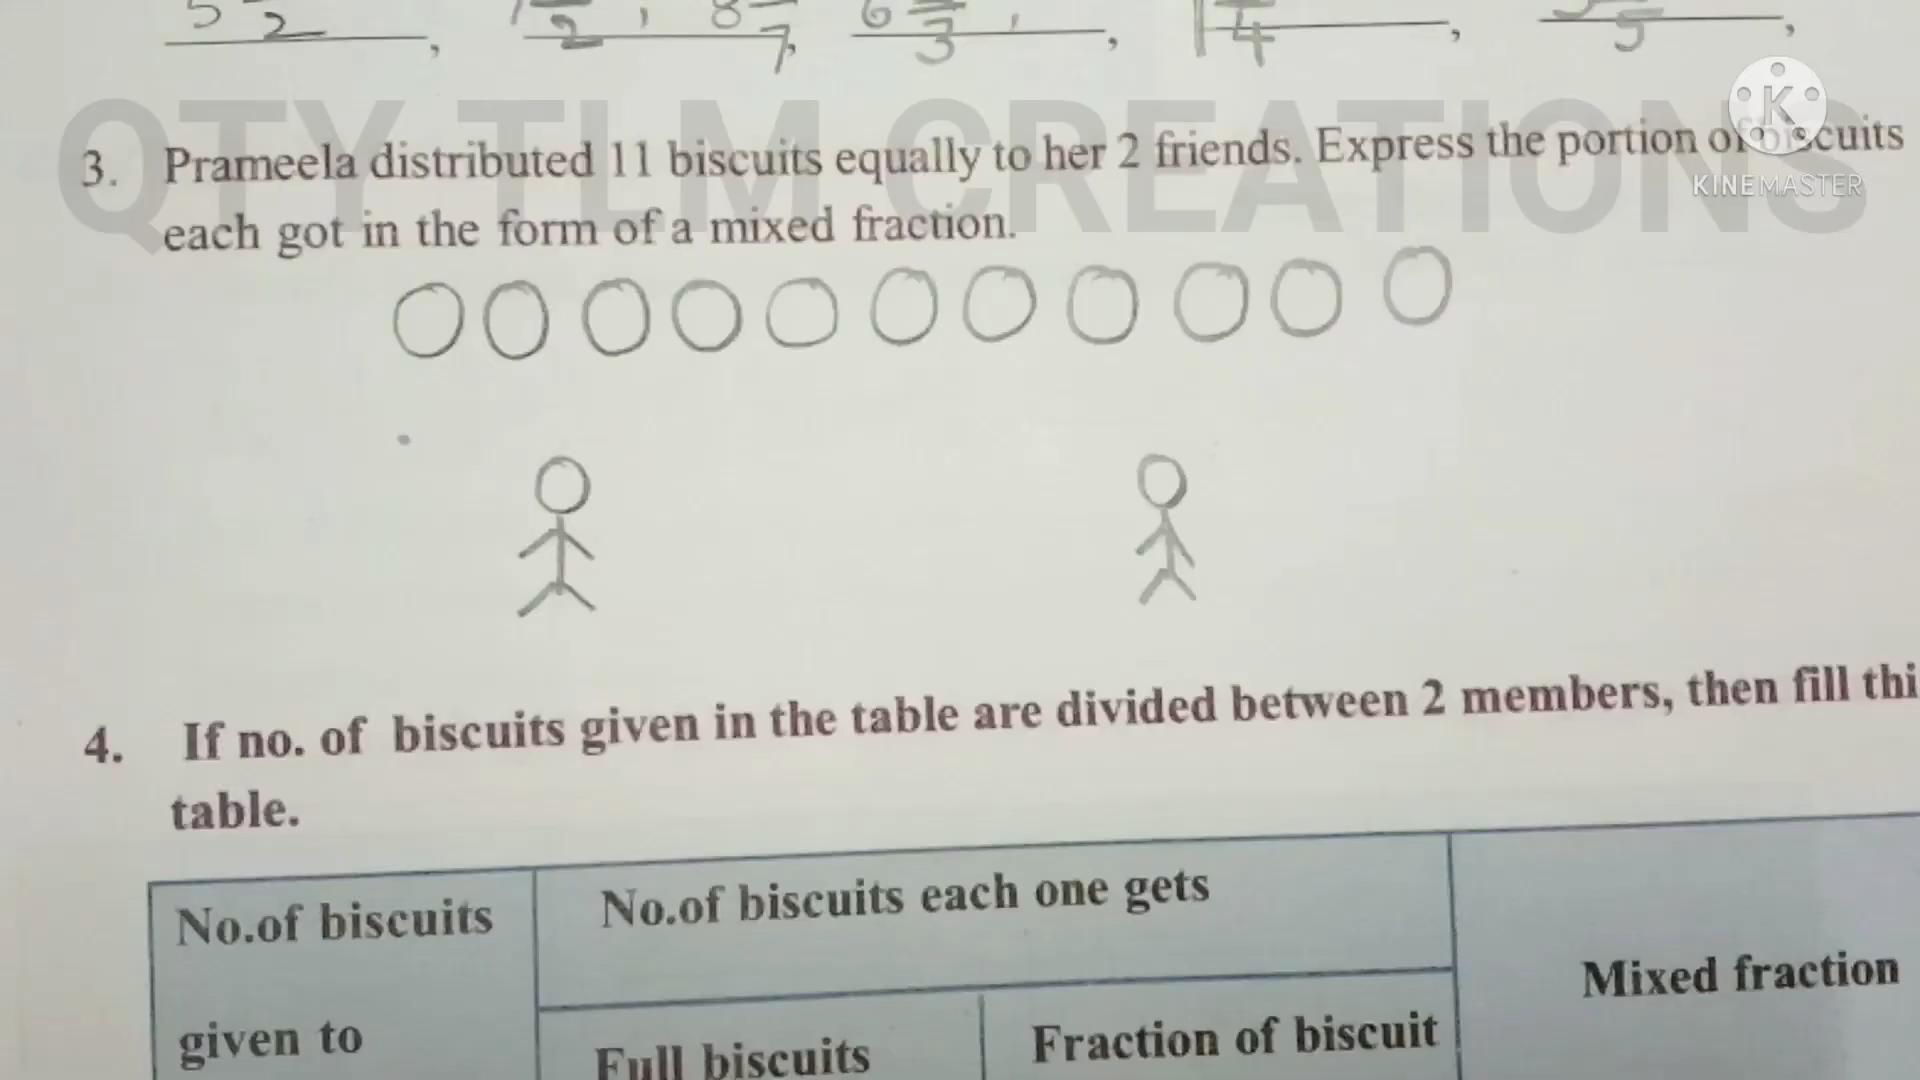 3. Prameela distributed 11 biscuits equally to her 2 friends. Express the portion of biscuits
each got in the form of a mixed fraction.
QTY TLM CREATIONS
K
KINEMASTER
4. If no. of biscuits given in the table are divided between 2 members, then fill thi
table.
No.of biscuits
given to
No.of biscuits each one gets
Full biscuits
Fraction of biscuit
Mixed fraction